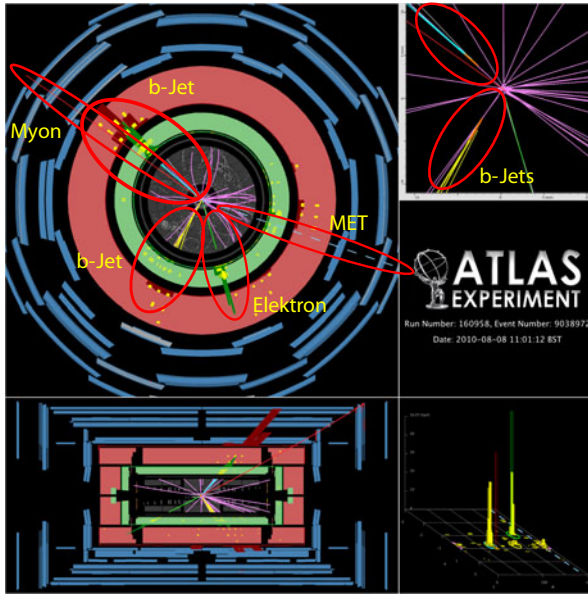 b-Jet
Myon
MET
b-Jet
Elektron
b-Jets
ATLAS
EXPERIMENT
Run Number: 160958, Event Number: 9038972
Date: 2010-08-08 11:01:12 BST